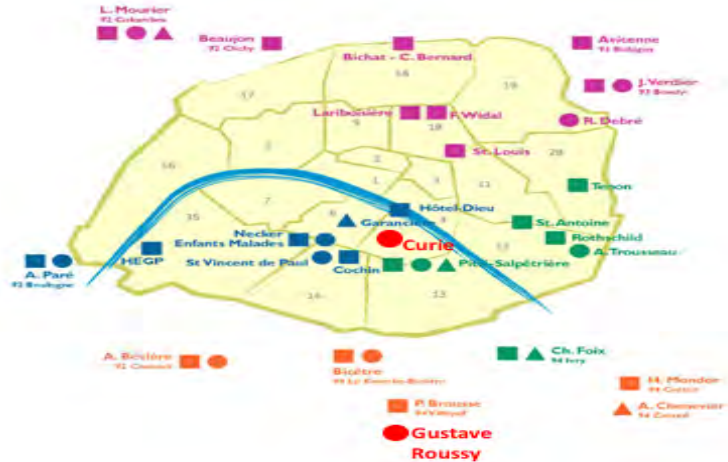 L. Mourier
92 Colombes
Beaujon
92 Clichy
Bichat - C. Bernard
Avicenne
93 Bobigny
J. Verdier
93 Bondy
R. Debré
Lariboisière
F. Widal
St. Louis
18
17
19
9
10
20
2
3
11
16
1
7
6
15
12
14
13
Tenon
Hôtel-Dieu
Garancière
St. Antoine
Necker
Enfants Malades
Curie
Rothschild
A. Trousseau
HEGP
St Vincent de Paul
Cochin
Pitié-Salpêtrière
A. Paré
92 Boulogne
A. Béclère
92 Clamart
Bicêtre
94 Le Kremlin-Bicêtre
Ch. Foix
94 Ivry
H. Mondor
94 Créteil
P. Brousse
94 Villejuif
A. Chenevier
94 Créteil
Gustave
Roussy